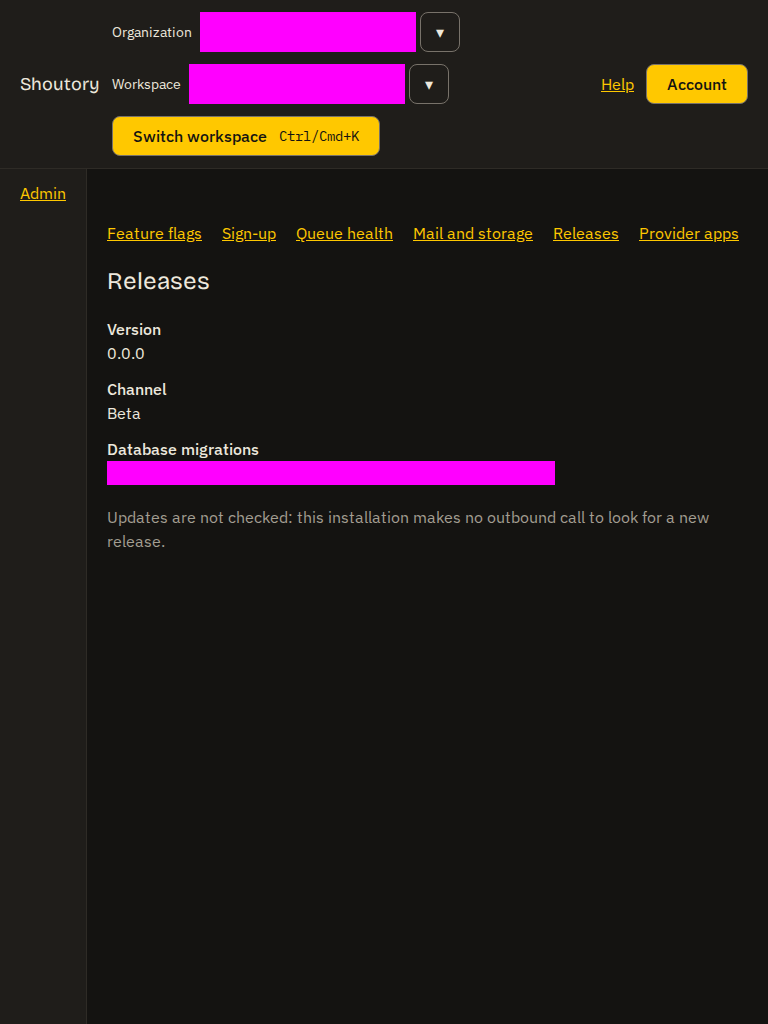 Organization ▼
Shoutory Workspace ▼ Help Account
Switch workspace Ctrl/Cmd+K
Admin
Feature flags Sign-up Queue health Mail and storage Releases Provider apps
Releases
Version
0.0.0
Channel
Beta
Database migrations
Updates are not checked: this installation makes no outbound call to look for a new
release.